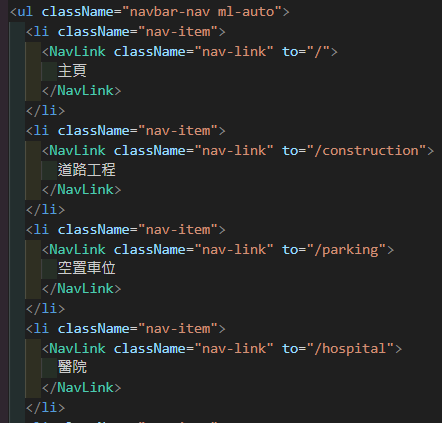 <ul className="navbar-nav ml-auto">
<li className="nav-item">
<NavLink className="nav-link" to="/">
主頁
</NavLink>
</li>
<li className="nav-item">
<NavLink className="nav-link" to="/construction">
道路工程
</NavLink>
</li>
<li className="nav-item">
<NavLink className="nav-link" to="/parking">
空置車位
</NavLink>
</li>
<li className="nav-item">
<NavLink className="nav-link" to="/hospital">
醫院
</NavLink>
</li>